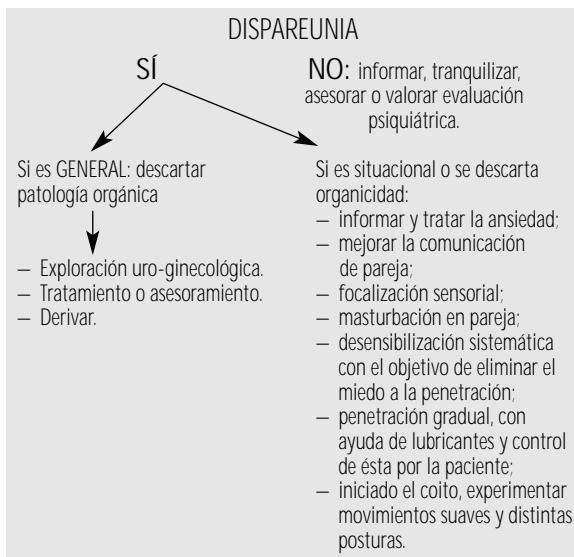 DISPAREUNIA
SÍ
NO: informar, tranquilizar,
asesorar o valorar evaluación
psiquiátrica.
Si es GENERAL: descartar
patología orgánica
— Exploración uro-ginecológica.
— Tratamiento o asesoramiento.
— Derivar.
Si es situacional o se descarta
organicidad:
— informar y tratar la ansiedad;
— mejorar la comunicación
de pareja;
— focalización sensorial;
— masturbación en pareja;
— desensibilización sistemática
con el objetivo de eliminar el
miedo a la penetración;
— penetración gradual, con
ayuda de lubricantes y control
de ésta por la paciente;
— iniciado el coito, experimentar
movimientos suaves y distintas
posturas.